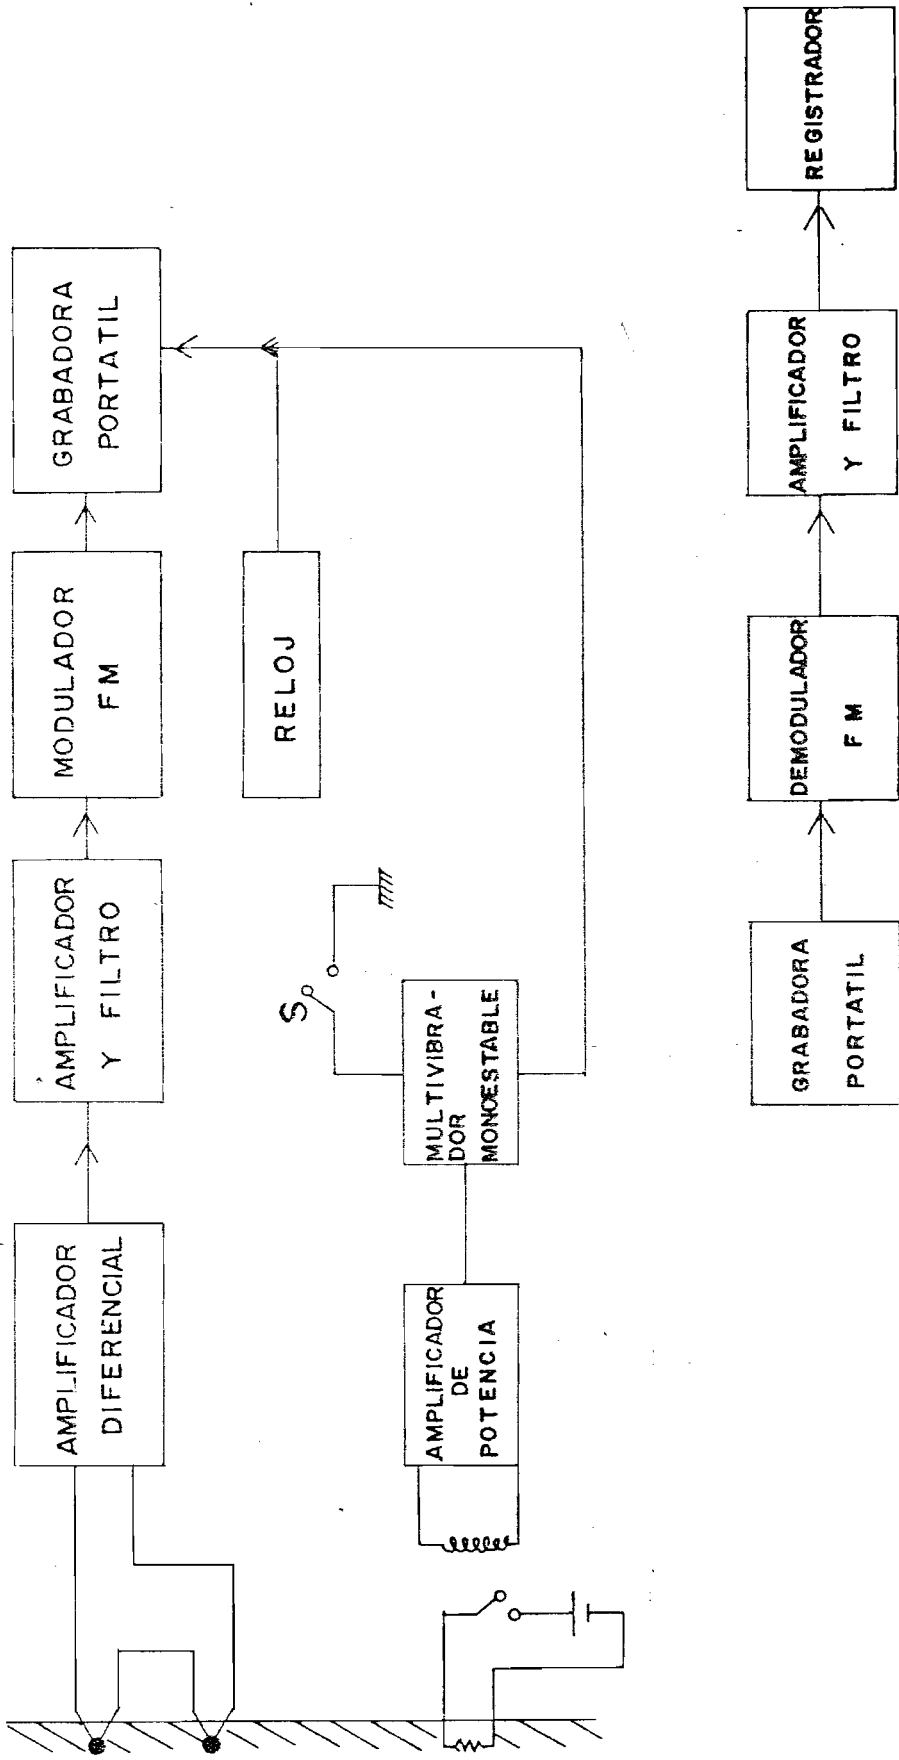 AMPLIFICADOR
DIFERENCIAL
AMPLIFICADOR
Y FILTRO
MODULADOR
FM
GRABADORA
PORTATIL
RELOJ
S
AMPLIFICADOR
DE
POTENCIA
MULTIVIBRA-
DOR
MONOESTABLE
GRABADORA
PORTATIL
DEMODULADOR
FM
AMPLIFICADOR
Y FILTRO
REGISTRADOR